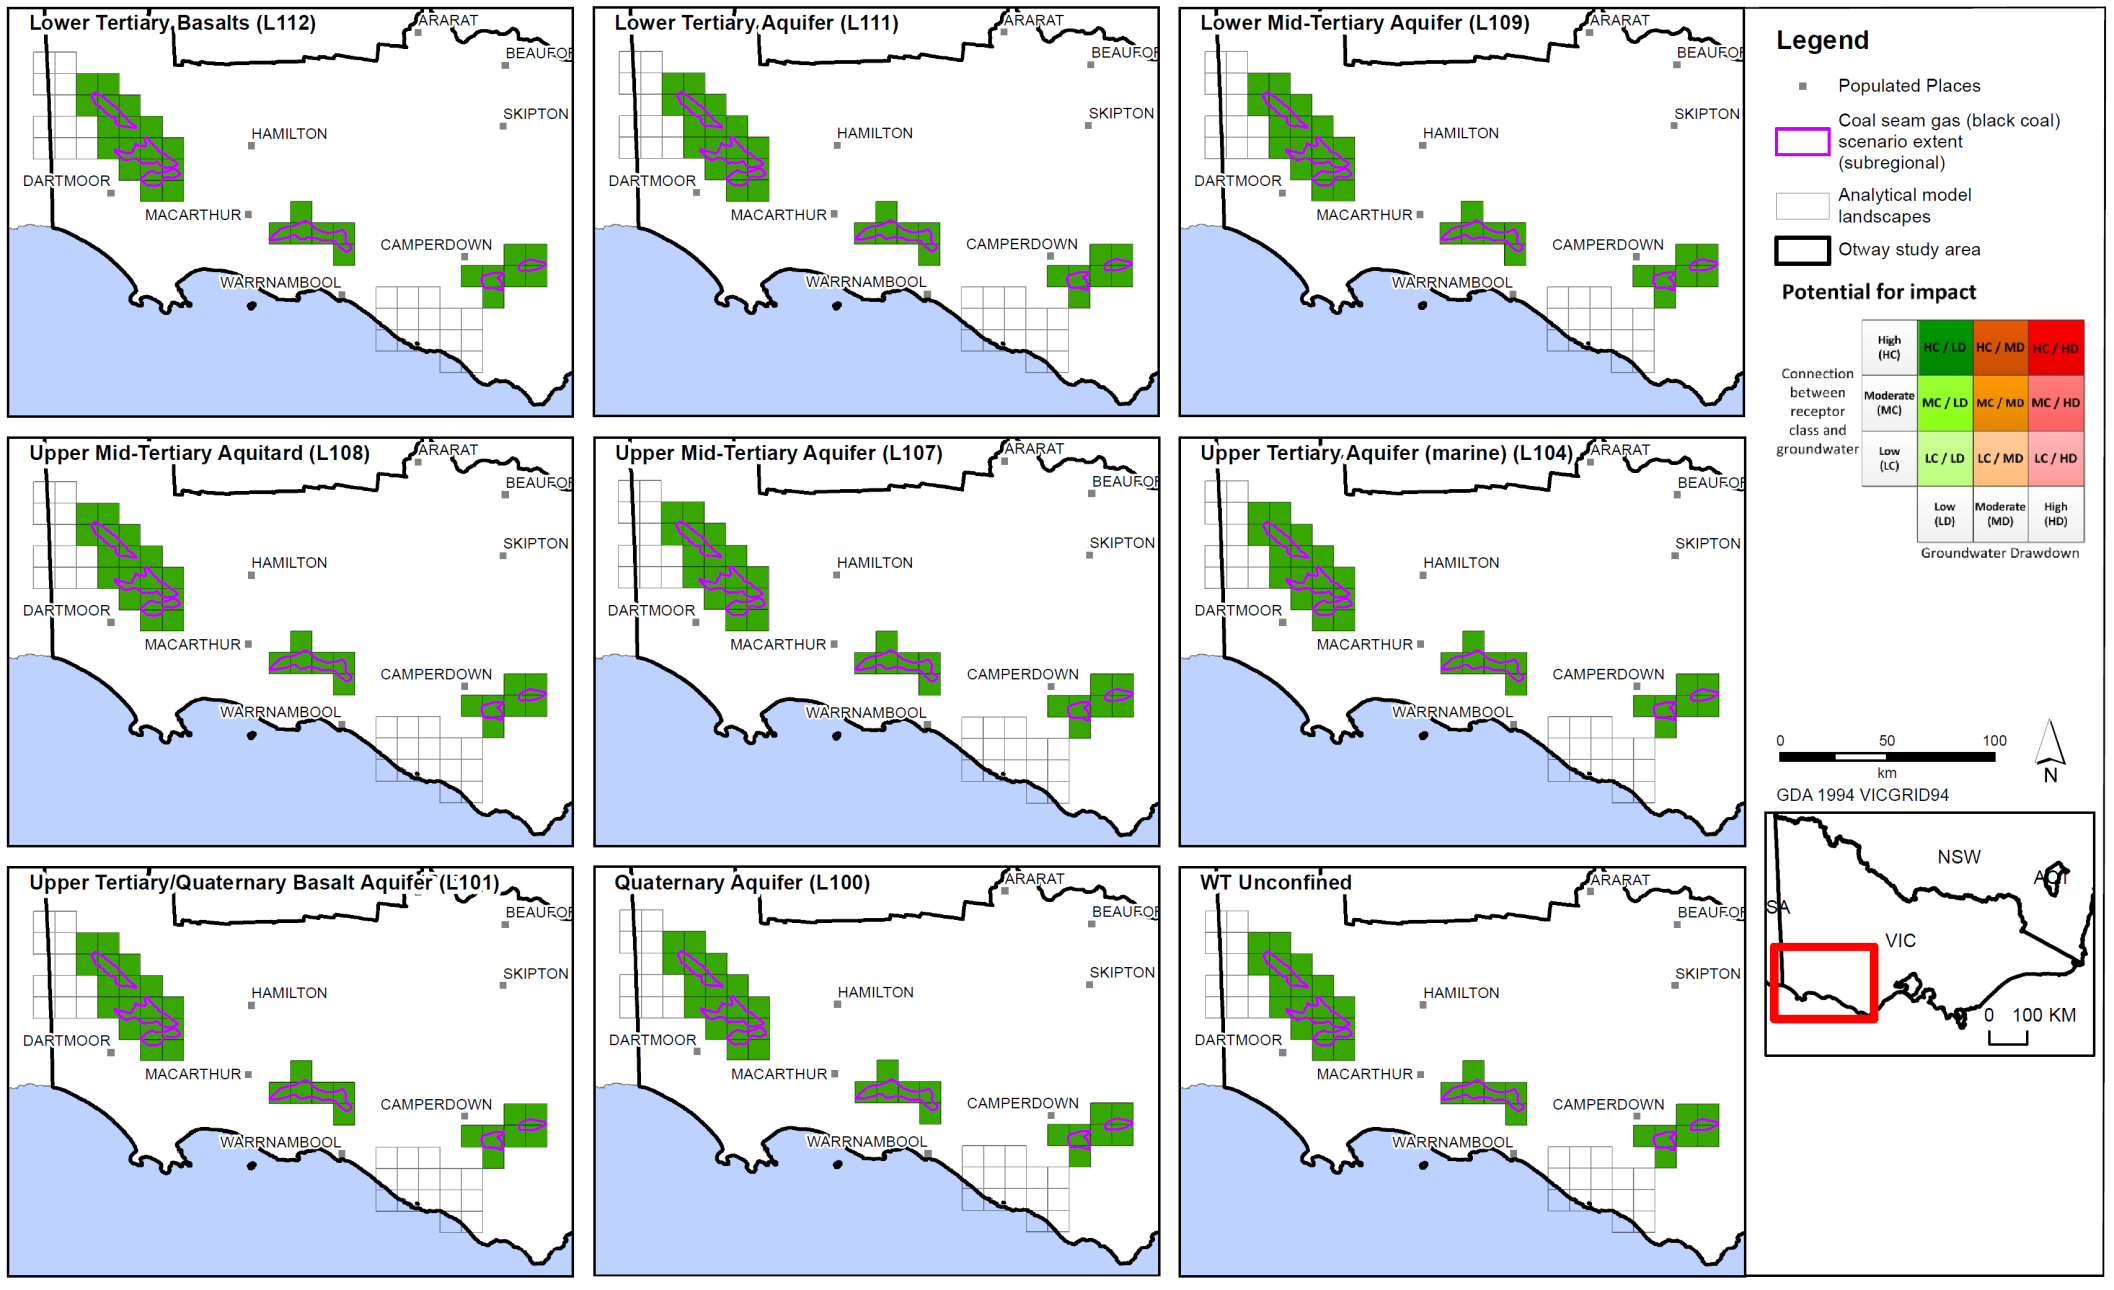 Lower Tertiary Basalts (L112)
ARARAT
BEAUFOR
SKIPTON
HAMILTON
DARTMOOR
MACARTHUR
CAMPERDOWN
WARRNAMBOOL
Lower Tertiary Aquifer (L111)
ARARAT
BEAUFOR
SKIPTON
HAMILTON
DARTMOOR
MACARTHUR
CAMPERDOWN
WARRNAMBOOL
Lower Mid-Tertiary Aquifer (L109)
ARARAT
BEAUFOR
SKIPTON
HAMILTON
DARTMOOR
MACARTHUR
CAMPERDOWN
WARRNAMBOOL
Upper Mid-Tertiary Aquitard (L108)
ARARAT
BEAUFOR
SKIPTON
HAMILTON
DARTMOOR
MACARTHUR
CAMPERDOWN
WARRNAMBOOL
Upper Mid-Tertiary Aquifer (L107)
ARARAT
BEAUFOR
SKIPTON
HAMILTON
DARTMOOR
MACARTHUR
CAMPERDOWN
WARRNAMBOOL
Upper Tertiary Aquifer (marine) (L104)
ARARAT
BEAUFOR
SKIPTON
HAMILTON
DARTMOOR
MACARTHUR
CAMPERDOWN
WARRNAMBOOL
Upper Tertiary/Quaternary Basalt Aquifer (L101)
BEAUFOR
SKIPTON
HAMILTON
DARTMOOR
MACARTHUR
CAMPERDOWN
WARRNAMBOOL
Quaternary Aquifer (L100)
ARARAT
BEAUFOR
SKIPTON
HAMILTON
DARTMOOR
MACARTHUR
CAMPERDOWN
WARRNAMBOOL
WT Unconfined
ARARAT
BEAUFOR
SKIPTON
HAMILTON
DARTMOOR
MACARTHUR
CAMPERDOWN
WARRNAMBOOL
Legend
Populated Places
Coal seam gas (black coal)
scenario extent
(subregional)
Analytical model
landscapes
Otway study area
Potential for impact
Connection
between
receptor
class and
groundwater
High
(HC)
HC / LD
HC / MD
HC / HD
Moderate
(MC)
MC / LD
MC / MD
MC / HD
Low
(LC)
LC / LD
LC / MD
LC / HD
Low
(LD)
Moderate
(MD)
High
(HD)
Groundwater Drawdown
0 50 100
km
N
GDA 1994 VICGRID94
NSW
ACT
SA
VIC
0 100 KM